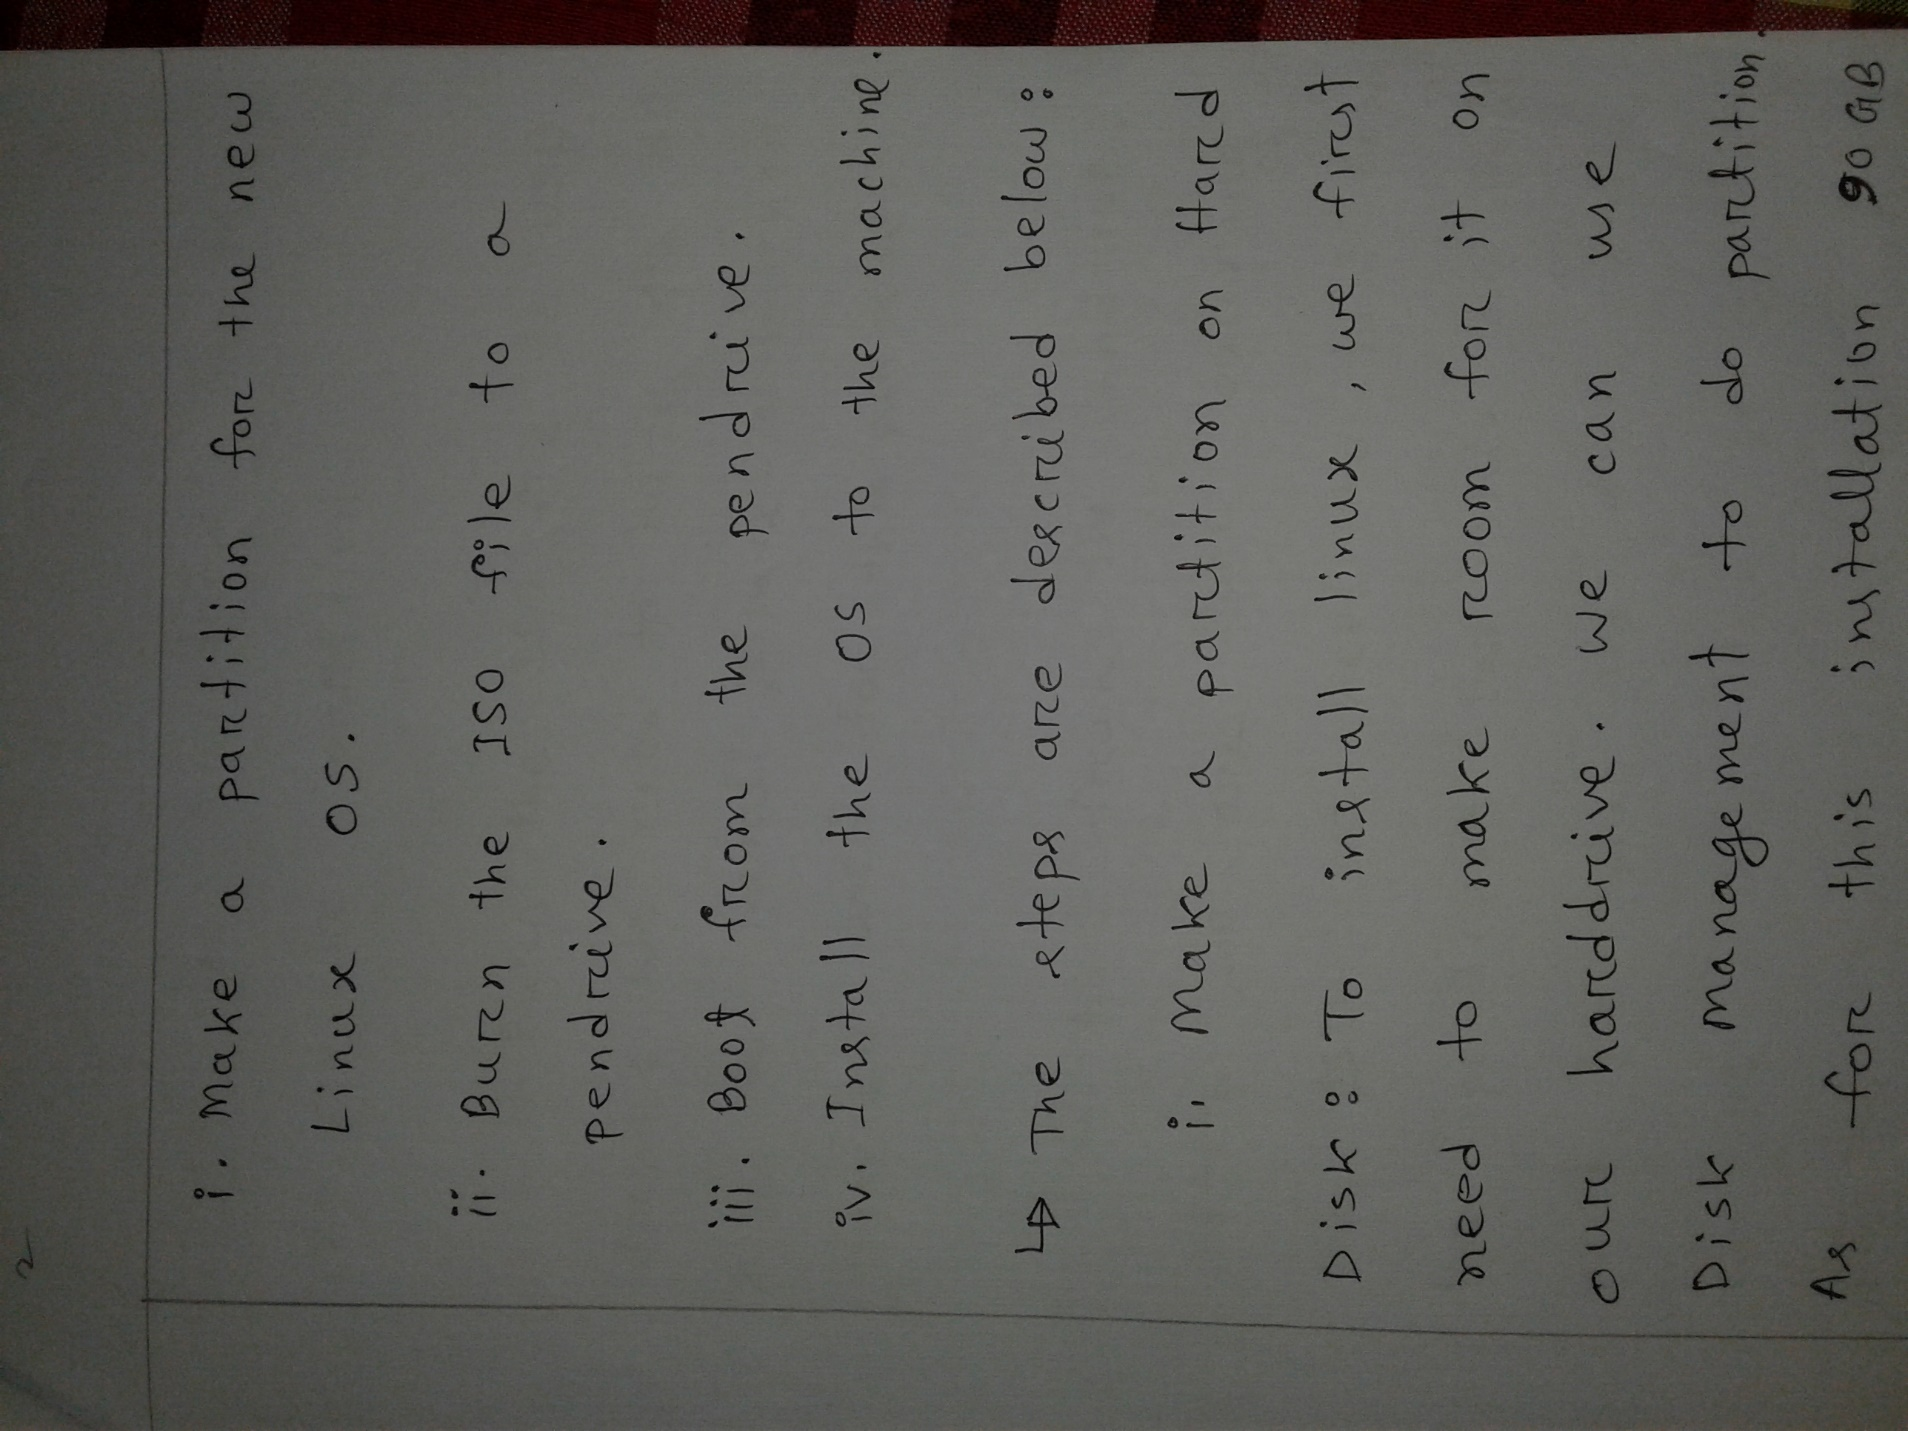 2
i. Make a partition for the new
Linux OS.
ii. Burn the ISO file to a
pendrive.
iii. Boot from the pendrive.
iv. Install the OS to the machine.
↳ The steps are described below:
i. Make a partition on Hard
Disk: To install linux, we first
need to make room for it on
our harddrive. we can use
Disk management to do partition.
As for this installation 90 GB